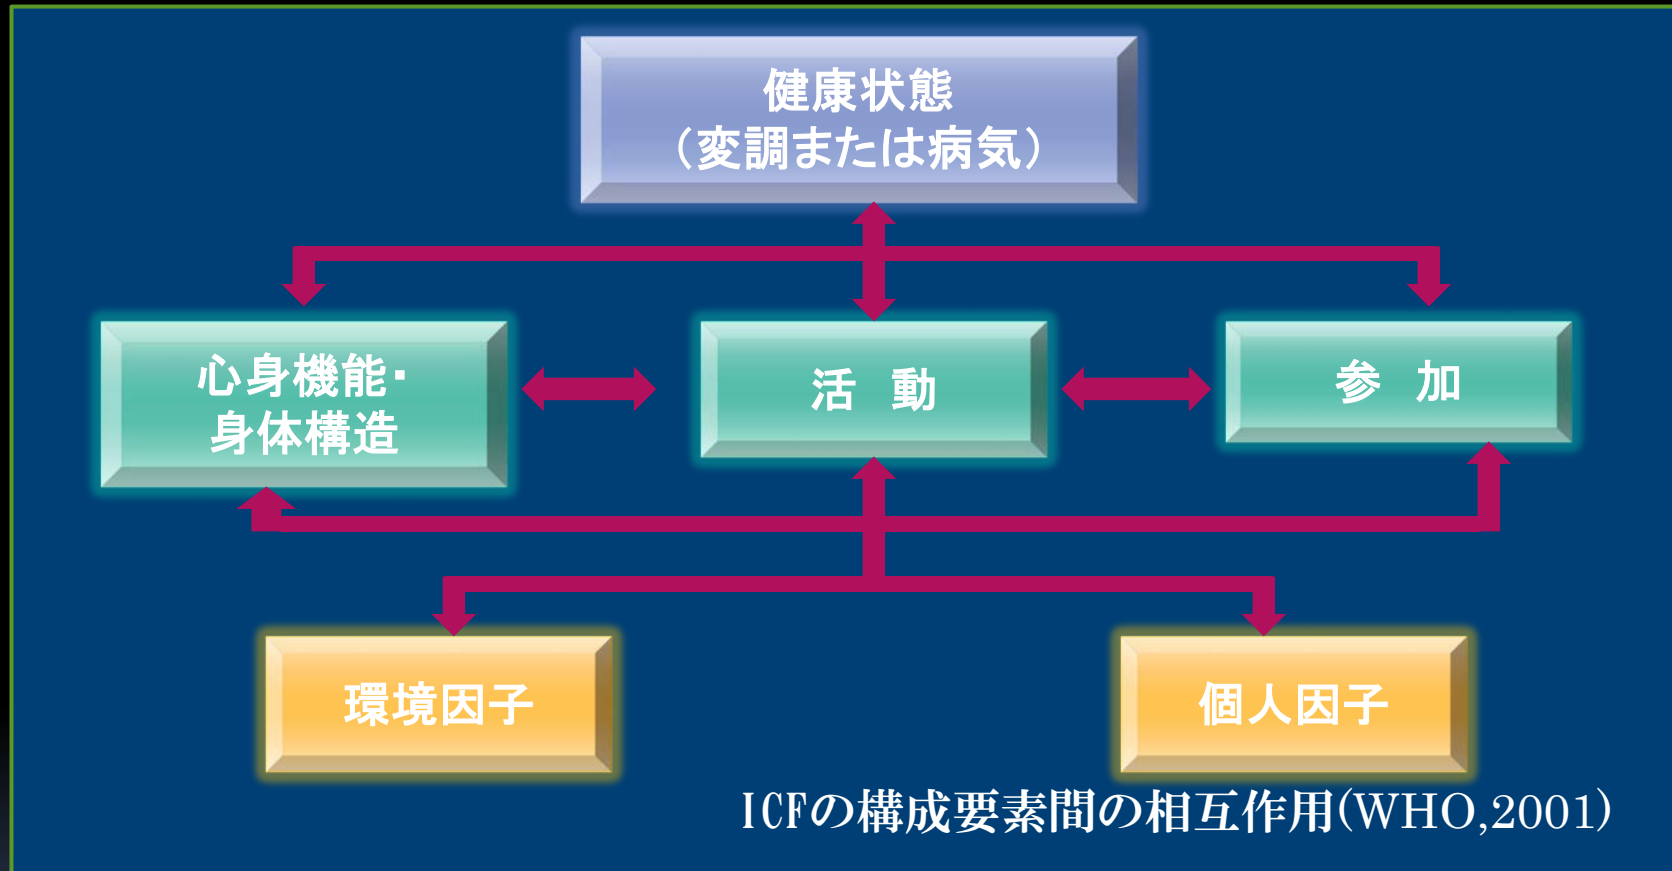 健康状態
（変調または病気）
心身機能・
身体構造
活　動
参　加
環境因子
個人因子
ICFの構成要素間の相互作用(WHO,2001)